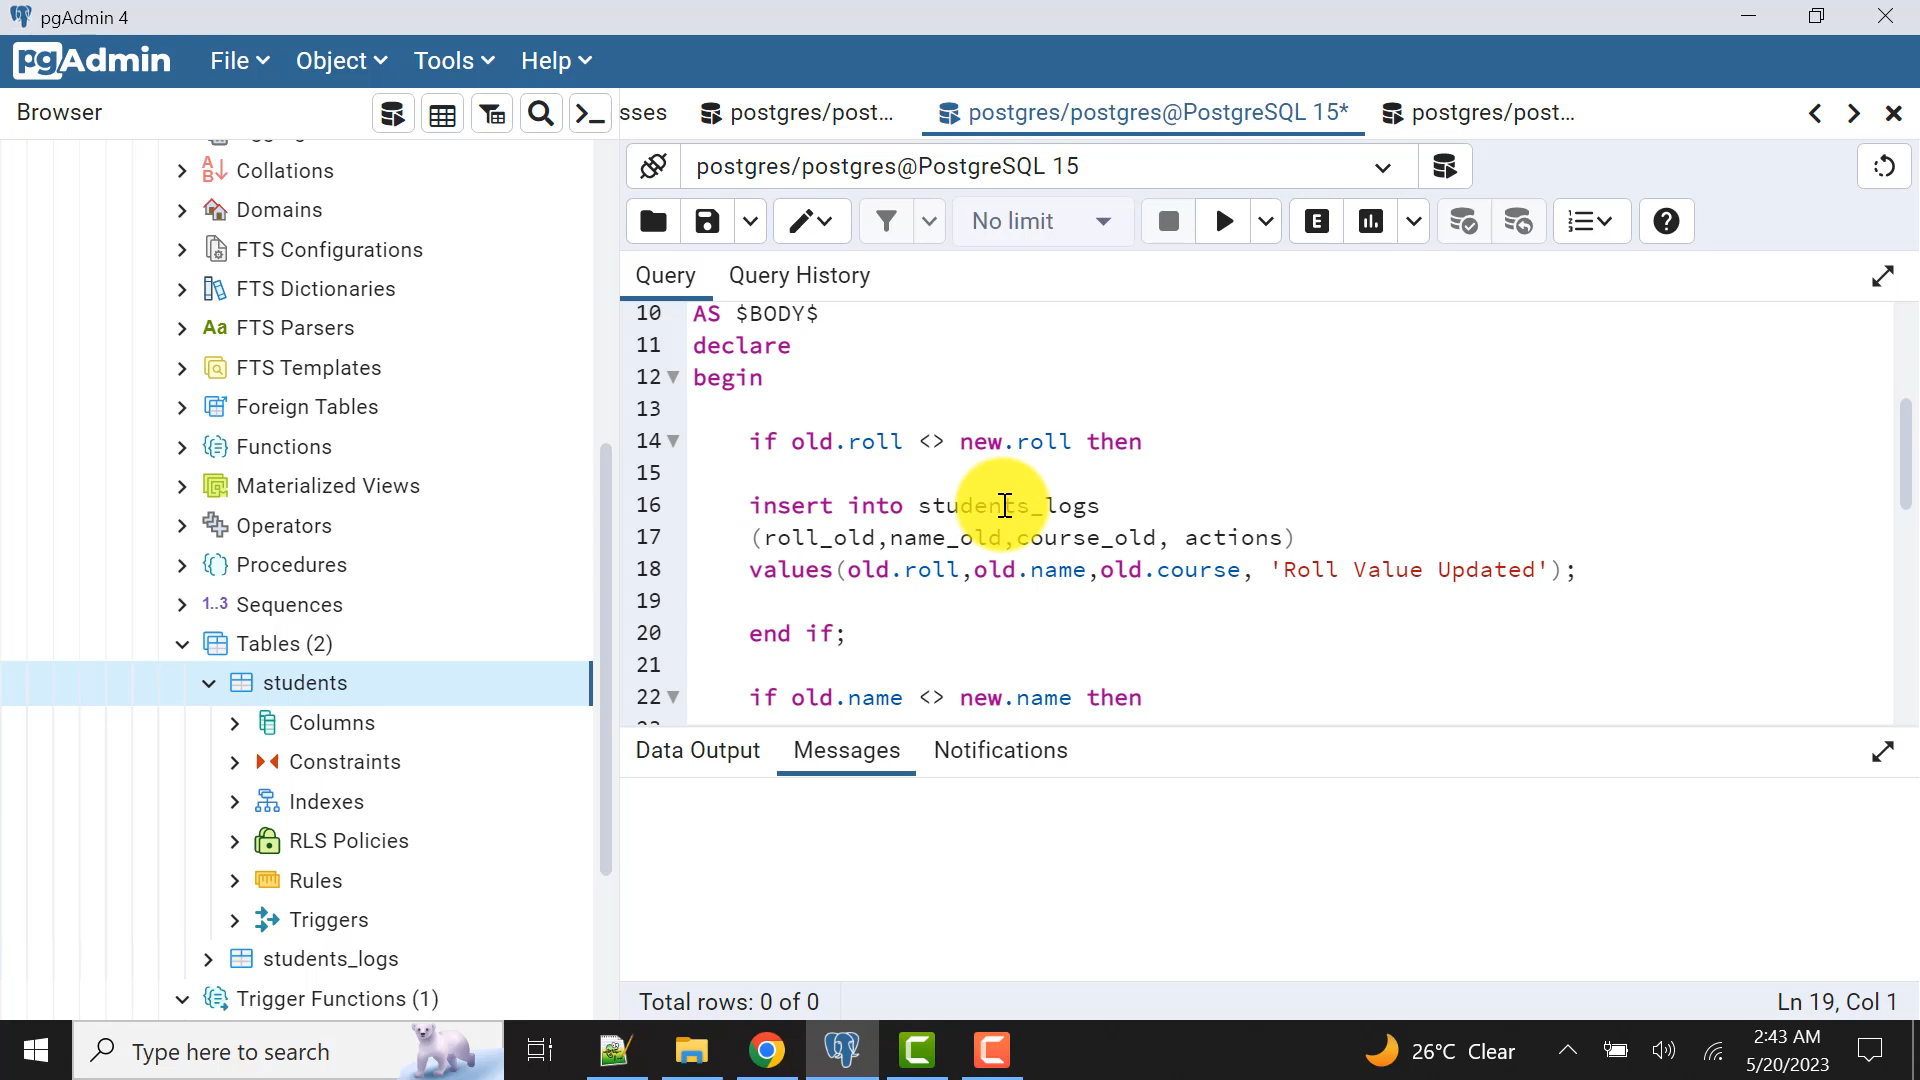 pgAdmin 4
pgAdmin File Object Tools Help
Browser
sses postgres/post... postgres/postgres@PostgreSQL 15* postgres/post...
postgres/postgres@PostgreSQL 15
No limit
E
Query Query History
Collations
Domains
FTS Configurations
FTS Dictionaries
Aa FTS Parsers
FTS Templates
Foreign Tables
Functions
Materialized Views
Operators
Procedures
1..3 Sequences
Tables (2)
students
Columns
Constraints
Indexes
RLS Policies
Rules
Triggers
students_logs
Trigger Functions (1)
10 AS $BODY$
11 declare
12 begin
13
14 if old.roll <> new.roll then
15
16 insert into students_logs
17 (roll_old,name_old,course_old, actions)
18 values(old.roll,old.name,old.course, 'Roll Value Updated');
19
20 end if;
21
22 if old.name <> new.name then
Data Output Messages Notifications
Total rows: 0 of 0
Ln 19, Col 1
Type here to search
26°C Clear
2:43 AM
5/20/2023